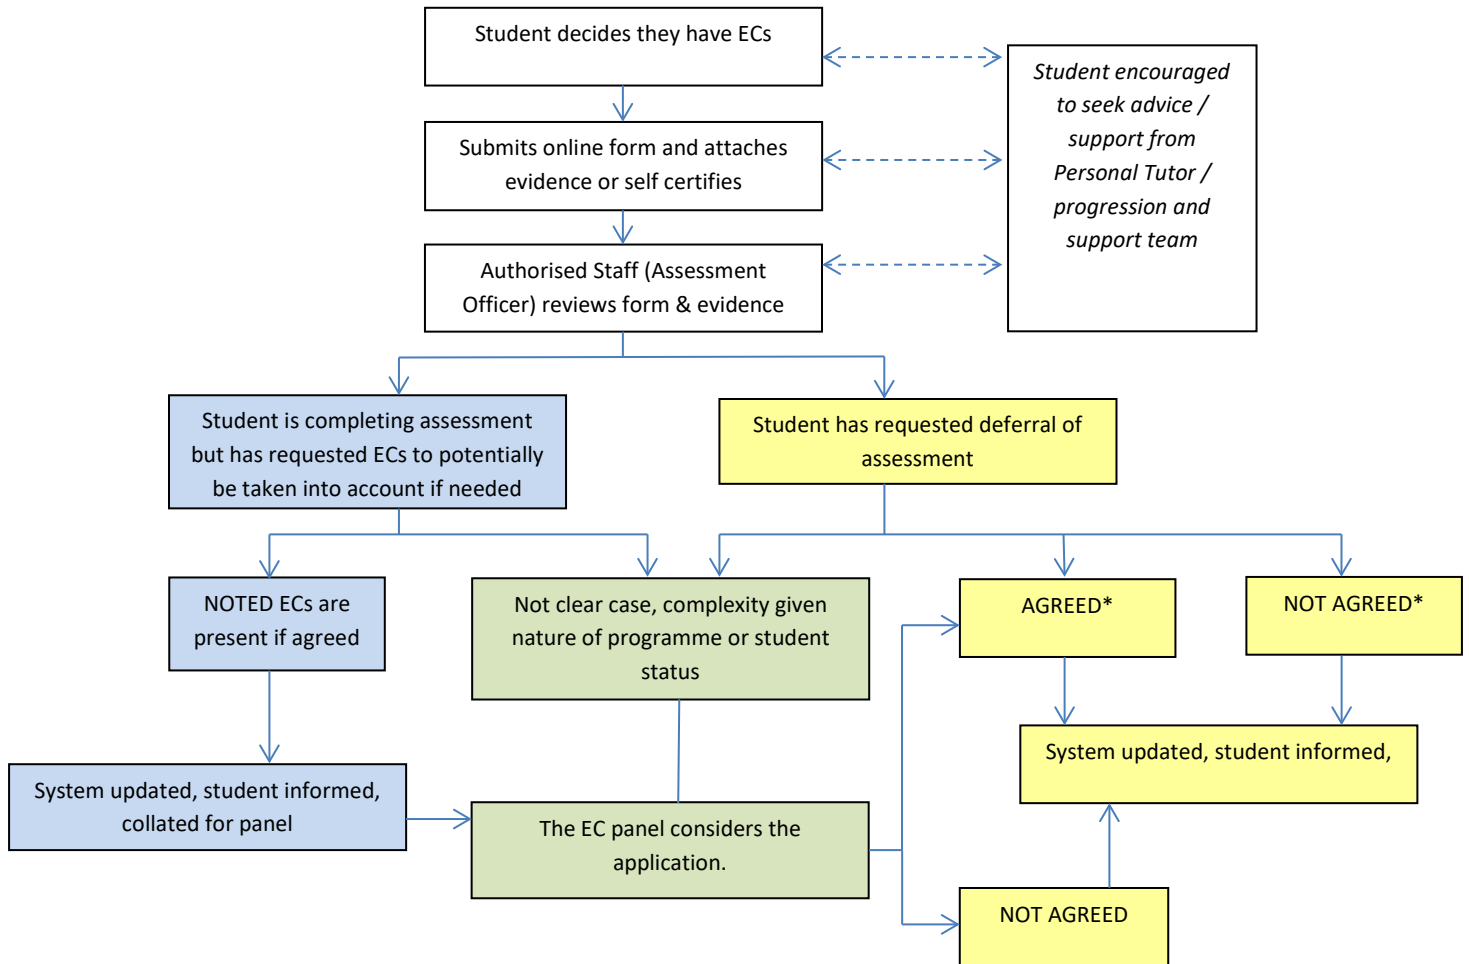 Student decides they have ECs
Student encouraged
to seek advice /
support from
Personal Tutor /
progression and
support team
Submits online form and attaches
evidence or self certifies
Authorised Staff (Assessment
Officer) reviews form & evidence
Student is completing assessment
but has requested ECs to potentially
be taken into account if needed
Student has requested deferral of
assessment
NOTED ECs are
present if agreed
Not clear case, complexity given
nature of programme or student
status
AGREED*
NOT AGREED*
System updated, student informed,
collated for panel
System updated, student informed,
The EC panel considers the
application.
NOT AGREED